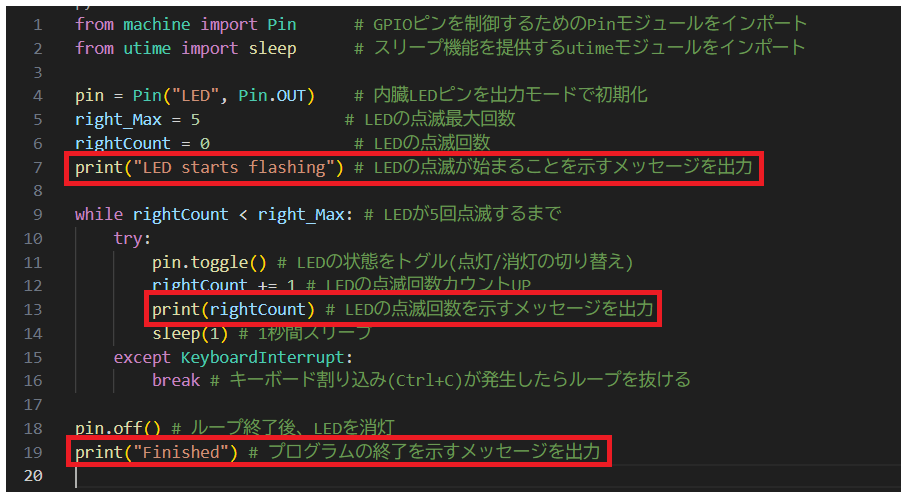 1 from machine import Pin # GPIOピンを制御するためのPinモジュールをインポート
2 from utime import sleep # スリープ機能を提供するutimeモジュールをインポート
3
4 pin = Pin("LED", Pin.OUT) # 内臓LEDピンを出力モードで初期化
5 right_Max = 5 # LEDの点滅最大回数
6 rightCount = 0 # LEDの点滅回数
7 print("LED starts flashing") # LEDの点滅が始まることを示すメッセージを出力
8
9 while rightCount < right_Max: # LEDが5回点滅するまで
10 try:
11 pin.toggle() # LEDの状態をトグル(点灯/消灯の切り替え)
12 rightCount += 1 # LEDの点滅回数カウントUP
13 print(rightCount) # LEDの点滅回数を示すメッセージを出力
14 sleep(1) # 1秒間スリープ
15 except KeyboardInterrupt:
16 break # キーボード割り込み(Ctrl+C)が発生したらループを抜ける
17
18 pin.off() # ループ終了後、LEDを消灯
19 print("Finished") # プログラムの終了を示すメッセージを出力
20